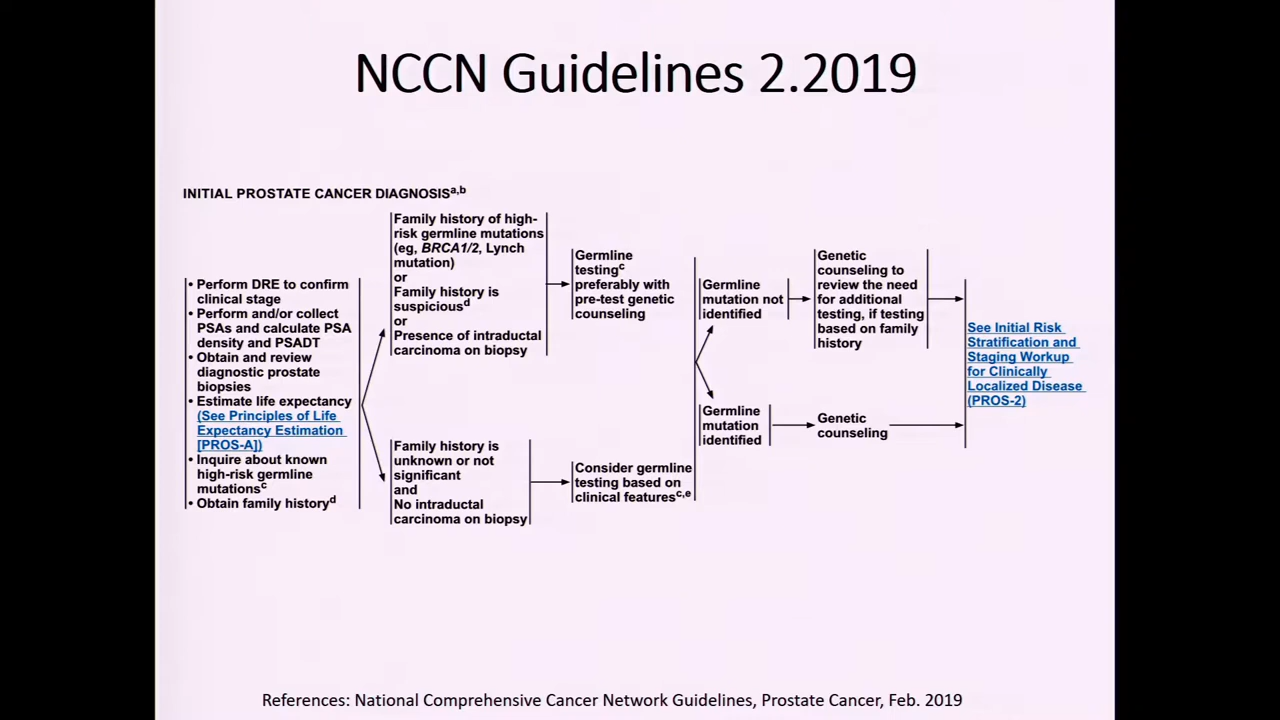 NCCN Guidelines 2.2019
INITIAL PROSTATE CANCER DIAGNOSISa,b
• Perform DRE to confirm
clinical stage
• Perform and/or collect
PSAs and calculate PSA
density and PSADT
• Obtain and review
diagnostic prostate
biopsies
• Estimate life expectancy
(See Principles of Life
Expectancy Estimation
[PROS-A])
• Inquire about known
high-risk germline
mutationsc
• Obtain family historyd
Family history of high-
risk germline mutations
(eg, BRCA1/2, Lynch
mutation)
or
Family history is
suspiciousd
or
Presence of intraductal
carcinoma on biopsy
Family history is
unknown or not
significant
and
No intraductal
carcinoma on biopsy
Germline
testingc
preferably with
pre-test genetic
counseling
Consider germline
testing based on
clinical featuresc,e
Germline
mutation not
identified
Germline
mutation
identified
Genetic
counseling to
review the need
for additional
testing, if testing
based on family
history
Genetic
counseling
See Initial Risk
Stratification and
Staging Workup
for Clinically
Localized Disease
(PROS-2)
References: National Comprehensive Cancer Network Guidelines, Prostate Cancer, Feb. 2019